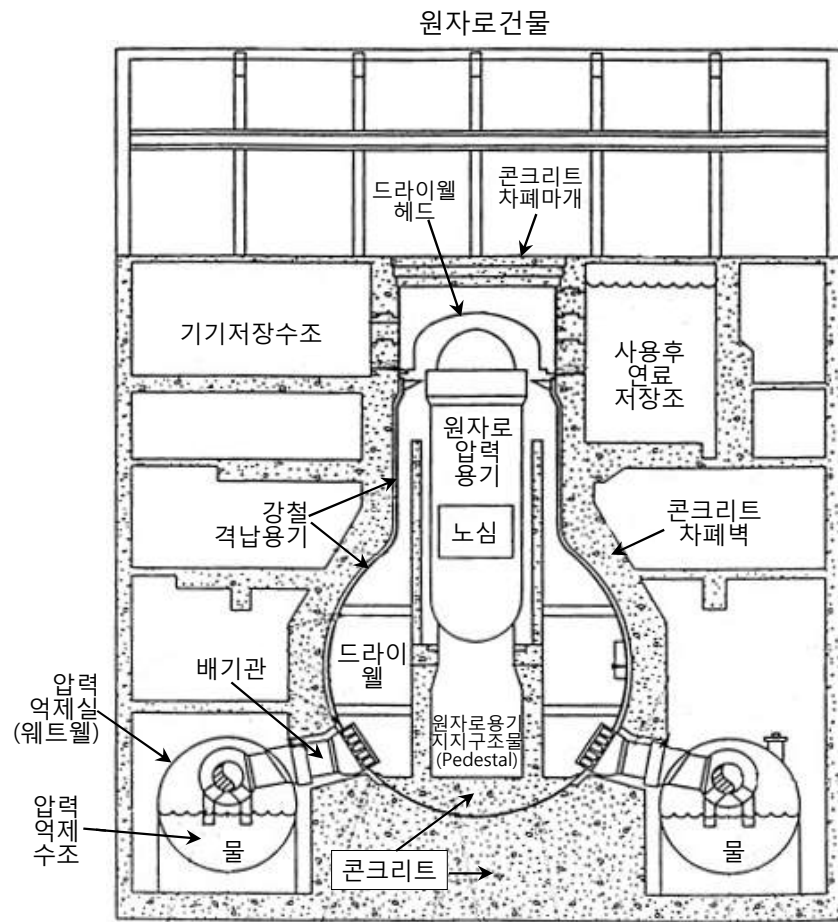 원자로건물
드라이웰
헤드
콘크리트
차폐마개
기기저장수조
사용후
연료
저장조
원자로
압력
용기
강철
격납용기
노심
콘크리트
차폐벽
드라이
웰
배기관
압력
억제실
(웨트웰)
원자로용기
지지구조물
(Pedestal)
압력
억제
수조
물
콘크리트
물